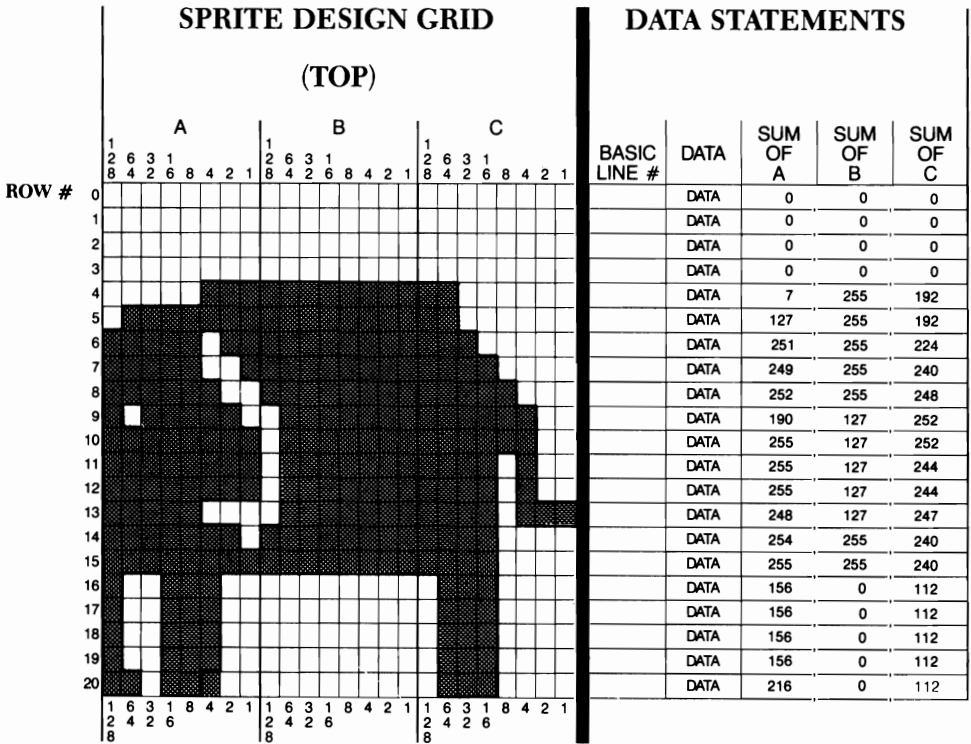 SPRITE DESIGN GRID
(TOP)
DATA STATEMENTS
A B C
128 64 32 16 8 4 2 1 128 64 32 16 8 4 2 1 128 64 32 16 8 4 2 1
BASIC LINE # DATA SUM OF A SUM OF B SUM OF C
ROW # 0 DATA 0 , 0 , 0
1 DATA 0 , 0 , 0
2 DATA 0 , 0 , 0
3 DATA 0 , 0 , 0
4 DATA 7 , 255 , 192
5 DATA 127 , 255 , 192
6 DATA 251 , 255 , 224
7 DATA 249 , 255 , 240
8 DATA 252 , 255 , 248
9 DATA 190 , 127 , 252
10 DATA 255 , 127 , 252
11 DATA 255 , 127 , 244
12 DATA 255 , 127 , 244
13 DATA 248 , 127 , 247
14 DATA 254 , 255 , 240
15 DATA 255 , 255 , 240
16 DATA 156 , 0 , 112
17 DATA 156 , 0 , 112
18 DATA 156 , 0 , 112
19 DATA 156 , 0 , 112
20 DATA 216 , 0 , 112
128 64 32 16 8 4 2 1 128 64 32 16 8 4 2 1 128 64 32 16 8 4 2 1